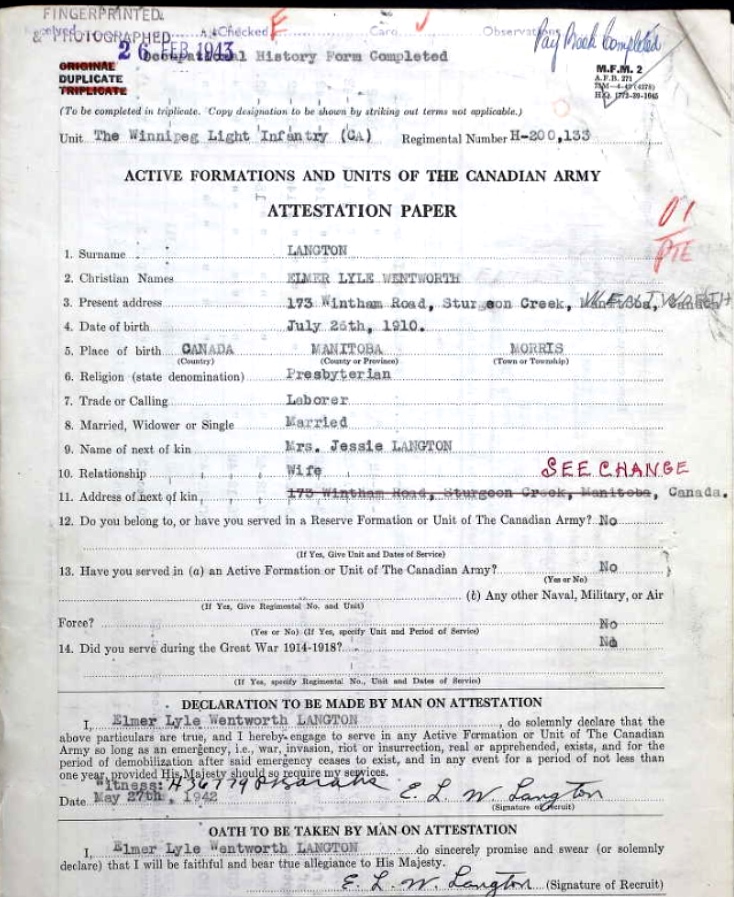 FINGERPRINTED
& PHOTOGRAPHED
Checked E Card Observations
26 FEB 1943
Occupational History Form Completed
Pay Book Completed
ORIGINAL
DUPLICATE
TRIPLICATE
M.F.M. 2
A.F.B. 271
(To be completed in triplicate. Copy designation to be shown by striking out terms not applicable.)
Unit The Winnipeg Light Infantry (CA) Regimental Number H-200,133
ACTIVE FORMATIONS AND UNITS OF THE CANADIAN ARMY
ATTESTATION PAPER
01
PTE
1. Surname LANGTON
2. Christian Names ELMER LYLE WENTWORTH
3. Present address 173 Wintham Road, Sturgeon Creek, Manitoba, Canada
4. Date of birth July 25th, 1910.
5. Place of birth CANADA MANITOBA MORRIS
(Country) (County or Province) (Town or Township)
6. Religion (state denomination) Presbyterian
7. Trade or Calling Laborer
8. Married, Widower or Single Married
9. Name of next of kin Mrs. Jessie LANGTON
10. Relationship Wife SEE CHANGE
11. Address of next of kin 173 Wintham Road, Sturgeon Creek, Manitoba, Canada.
12. Do you belong to, or have you served in a Reserve Formation or Unit of The Canadian Army? No
(If Yes, Give Unit and Dates of Service)
13. Have you served in (a) an Active Formation or Unit of The Canadian Army? No
(Yes or No)
(b) Any other Naval, Military, or Air
(If Yes, Give Regimental No. and Unit)
Force? No
(Yes or No) (If Yes, specify Unit and Period of Service)
14. Did you serve during the Great War 1914-1918? No
(If Yes, specify Regimental No., Unit and Dates of Service)
DECLARATION TO BE MADE BY MAN ON ATTESTATION
I, Elmer Lyle Wentworth LANGTON, do solemnly declare that the
above particulars are true, and I hereby engage to serve in any Active Formation or Unit of The Canadian
Army so long as an emergency, i.e., war, invasion, riot or insurrection, real or apprehended, exists, and for the
period of demobilization after said emergency ceases to exist, and in any event for a period of not less than
one year, provided His Majesty should so require my services.
Witness: H36779
Date May 27th, 1942 E. L. W. Langton
(Signature of Recruit)
OATH TO BE TAKEN BY MAN ON ATTESTATION
I, Elmer Lyle Wentworth LANGTON do sincerely promise and swear (or solemnly
declare) that I will be faithful and bear true allegiance to His Majesty.
E. L. W. Langton (Signature of Recruit)